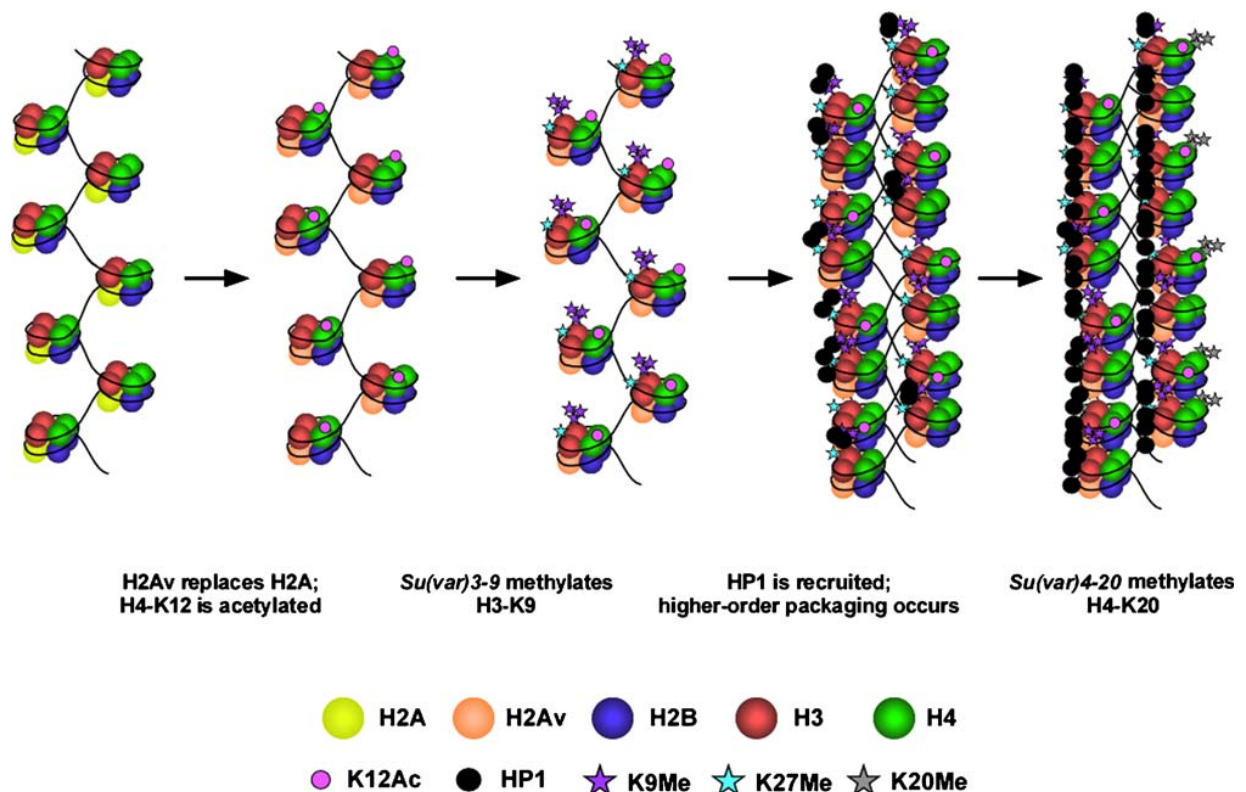 H2Av replaces H2A;
H4-K12 is acetylated
Su(var)3-9 methylates
H3-K9
HP1 is recruited;
higher-order packaging occurs
Su(var)4-20 methylates
H4-K20
H2A H2Av H2B H3 H4
K12Ac HP1 K9Me K27Me K20Me